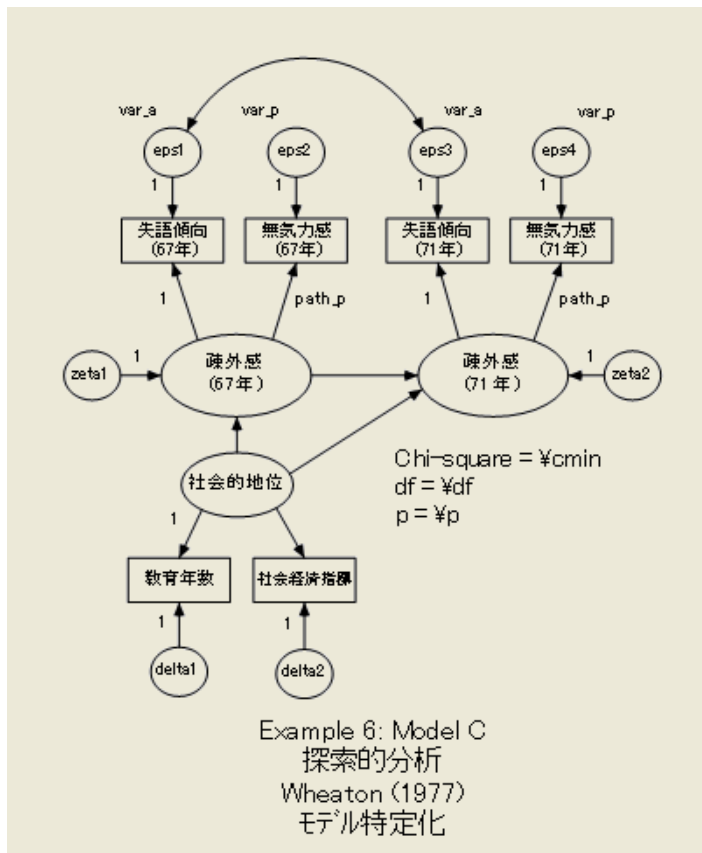 var_a
var_p
var_a
var_p
eps1
eps2
eps3
eps4
1
1
1
1
失語傾向
(67年)
無気力感
(67年)
失語傾向
(71年)
無気力感
(71年)
1
path_p
1
path_p
zeta1
1
疎外感
(67年)
疎外感
(71年)
1
zeta2
社会的地位
Chi-square = ¥cmin
df = ¥df
p = ¥p
1
教育年数
社会経済指標
1
1
delta1
delta2
Example 6: Model C
探索的分析
Wheaton (1977)
モデル特定化